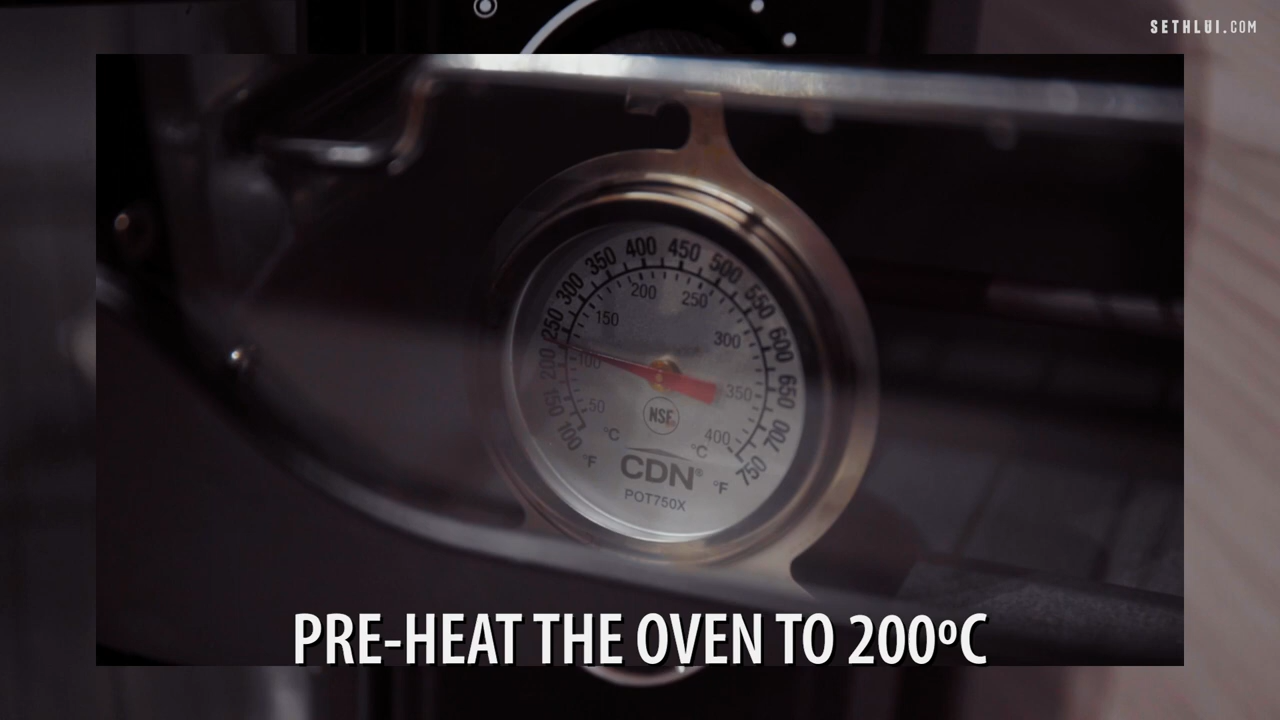 SETHLUI.COM
400 450
350 500
300 550
250 600
200 650
150 700
100 750
200 250
150 300
100 350
50 400
°C °C
°F °F
NSF
CDN®
POT750X
PRE-HEAT THE OVEN TO 200ºC